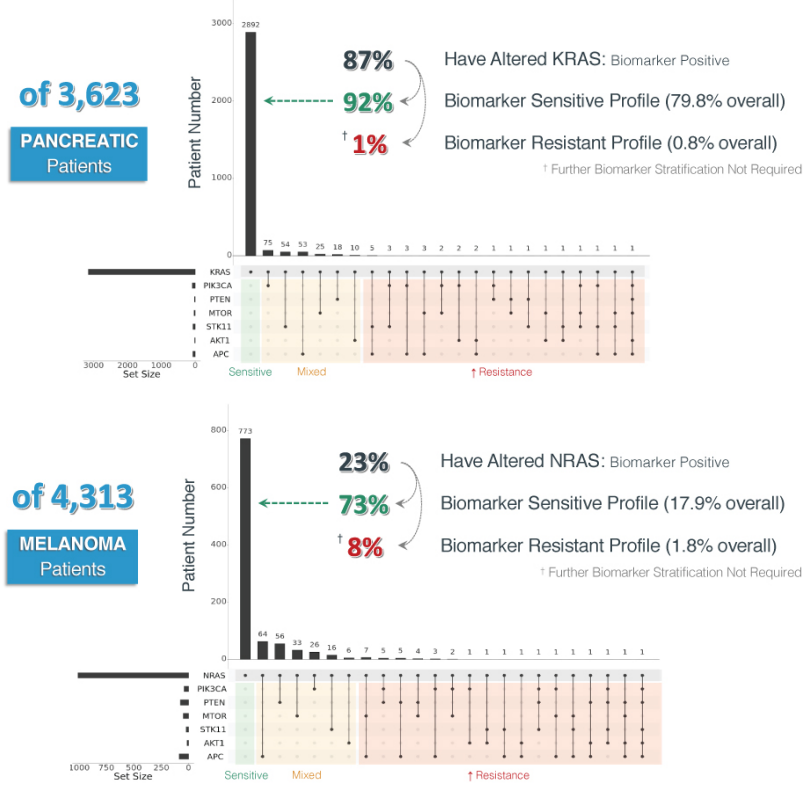 of 3,623
PANCREATIC
Patients
Patient Number
3000
2000
1000
0
2892
75 54 53 25 18 10 5 3 3 3 2 2 2 1 1 1 1 1 1 1 1 1
87% Have Altered KRAS: Biomarker Positive
92% Biomarker Sensitive Profile (79.8% overall)
† 1% Biomarker Resistant Profile (0.8% overall)
† Further Biomarker Stratification Not Required
KRAS
PIK3CA
PTEN
MTOR
STK11
AKT1
APC
3000 2000 1000 0
Set Size
Sensitive Mixed ↑ Resistance
of 4,313
MELANOMA
Patients
Patient Number
800
600
400
200
0
773
64 56 33 26 16 6 7 5 5 4 3 2 1 1 1 1 1 1 1 1 1 1 1
23% Have Altered NRAS: Biomarker Positive
73% Biomarker Sensitive Profile (17.9% overall)
† 8% Biomarker Resistant Profile (1.8% overall)
† Further Biomarker Stratification Not Required
NRAS
PIK3CA
PTEN
MTOR
STK11
AKT1
APC
1000 750 500 250 0
Set Size
Sensitive Mixed ↑ Resistance